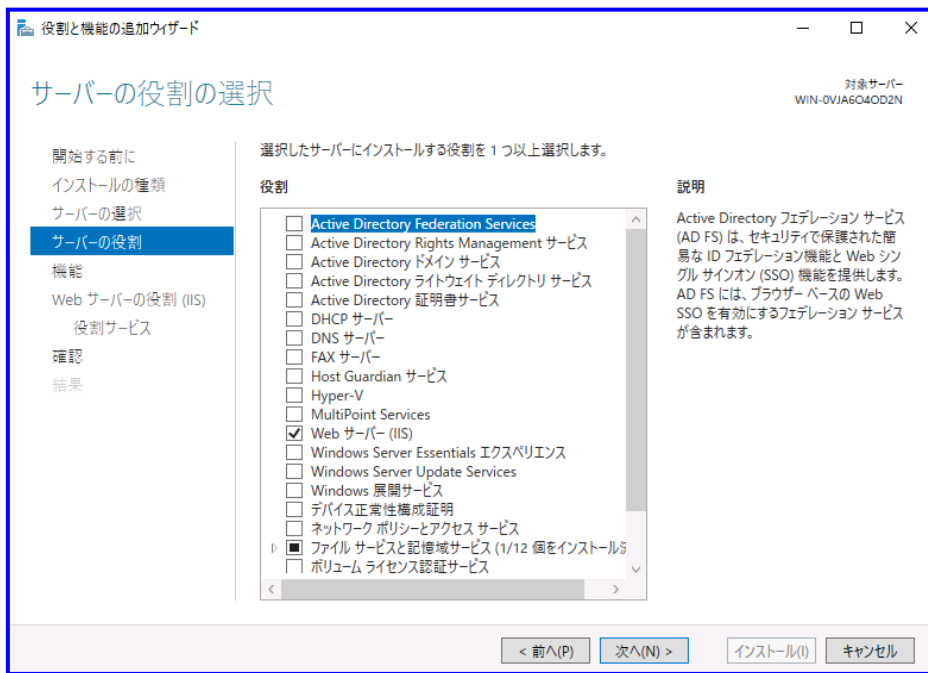 役割と機能の追加ウィザード
サーバーの役割の選択
対象サーバー
WIN-0VJA6O4OD2N
開始する前に
インストールの種類
サーバーの選択
サーバーの役割
機能
Web サーバーの役割 (IIS)
役割サービス
確認
結果
選択したサーバーにインストールする役割を 1 つ以上選択します。
役割
Active Directory Federation Services
Active Directory Rights Management サービス
Active Directory ドメイン サービス
Active Directory ライトウェイト ディレクトリ サービス
Active Directory 証明書サービス
DHCP サーバー
DNS サーバー
FAX サーバー
Host Guardian サービス
Hyper-V
MultiPoint Services
Web サーバー (IIS)
Windows Server Essentials エクスペリエンス
Windows Server Update Services
Windows 展開サービス
デバイス正常性構成証明
ネットワーク ポリシーとアクセス サービス
ファイル サービスと記憶域サービス (1/12 個をインストール済
ボリューム ライセンス認証サービス
説明
Active Directory フェデレーション サービス
(AD FS) は、セキュリティで保護された簡
易な ID フェデレーション機能と Web シン
グル サインオン (SSO) 機能を提供します。
AD FS には、ブラウザー ベースの Web
SSO を有効にするフェデレーション サービス
が含まれます。
< 前へ(P)
次へ(N) >
インストール(I)
キャンセル